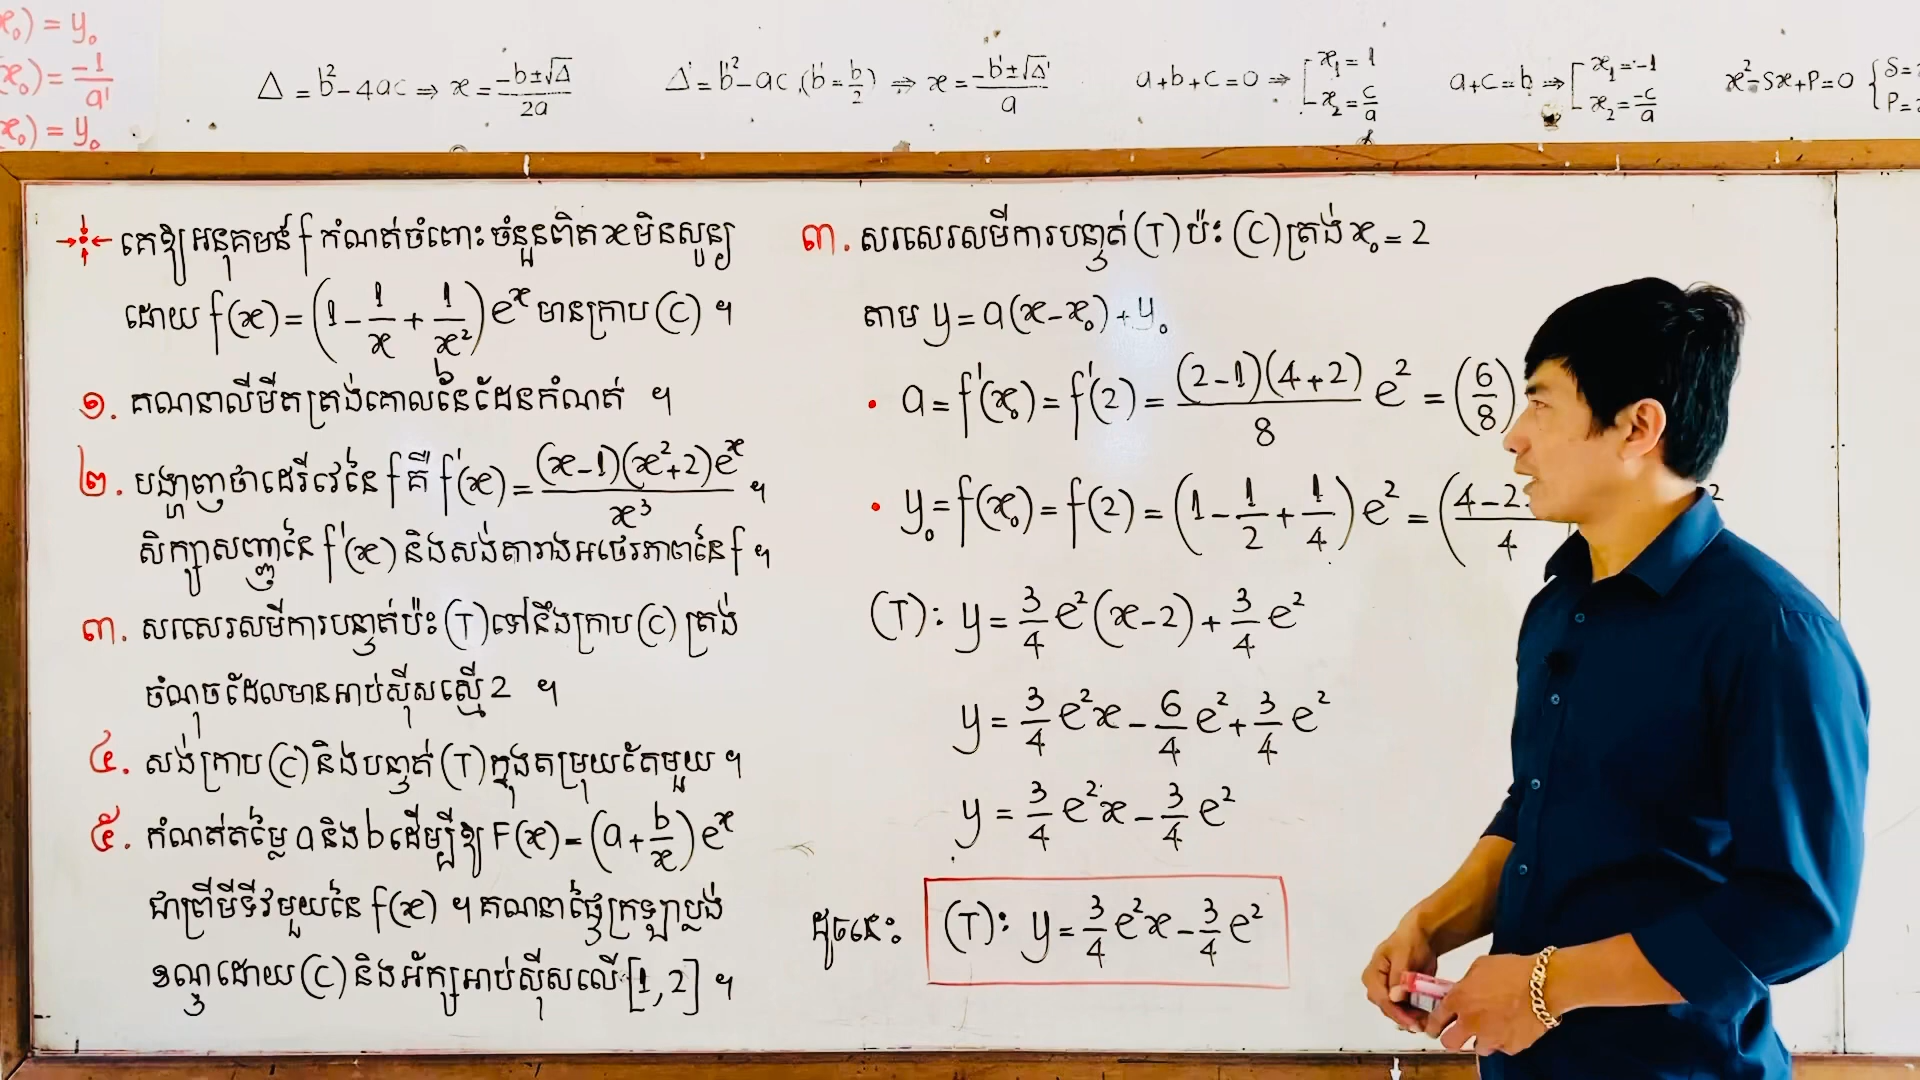 x₀) = y₀
(x₀) = -1/a'
x₀) = y₀
Δ = b² - 4ac ⇒ x = (-b ± √Δ)/2a
Δ' = b'² - ac (b' = b/2) ⇒ x = (-b' ± √Δ')/a
a + b + c = 0 ⇒ [x₁ = 1
x₂ = c/a
a + c = b ⇒ [x₁ = -1
x₂ = -c/a
x² - Sx + P = 0 {S =
P =
គេឱ្យអនុគមន៍ f កំណត់ចំពោះចំនួនពិត x មិនសូន្យ
ដោយ f(x) = (1 - 1/x + 1/x²)eˣ មានក្រាប (C) ។
១. គណនាលីមីតត្រង់គោលនៃដែនកំណត់ ។
២. បង្ហាញថាដេរីវេនៃ f គឺ f'(x) = (x-1)(x²+2)eˣ/x³ ។
សិក្សាសញ្ញានៃ f'(x) និងសង់តារាងអថេរភាពនៃ f ។
៣. សរសេរសមីការបន្ទាត់ប៉ះ (T) ទៅនឹងក្រាប (C) ត្រង់
ចំណុចដែលមានអាប់ស៊ីសស្មើ 2 ។
៤. សង់ក្រាប (C) និងបន្ទាត់ (T) ក្នុងតម្រុយតែមួយ ។
៥. កំណត់តម្លៃ a និង b ដើម្បីឱ្យ F(x) = (a + b/x)eˣ
ជាព្រីមីទីវមួយនៃ f(x) ។ គណនាផ្ទៃក្រឡាប្លង់
ខណ្ឌដោយ (C) និងអ័ក្សអាប់ស៊ីសលើ [1, 2] ។
៣. សរសេរសមីការបន្ទាត់ (T) ប៉ះ (C) ត្រង់ x₀ = 2
តាម y = a(x - x₀) + y₀
• a = f'(x₀) = f'(2) = (2-1)(4+2)/8 e² = (6/8)
• y₀ = f(x₀) = f(2) = (1 - 1/2 + 1/4)e² = (4-2
4
(T): y = 3/4 e²(x-2) + 3/4 e²
y = 3/4 e²x - 6/4 e² + 3/4 e²
y = 3/4 e²x - 3/4 e²
ដូចនេះ (T): y = 3/4 e²x - 3/4 e²